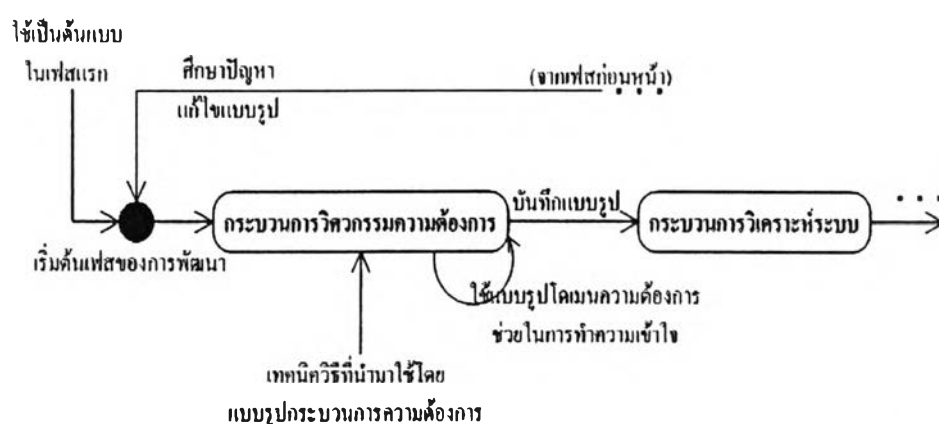 ใช้เป็นต้นแบบ
ในเฟสแรก
ศึกษาปัญหา
แก้ไขแบบรูป
(จากเฟสก่อนหน้า)
เริ่มต้นเฟสของการพัฒนา
กระบวนการวิศวกรรมความต้องการ
บันทึกแบบรูป
กระบวนการวิเคราะห์ระบบ
ใช้แบบรูปโดเมนความต้องการ
ช่วยในการทำความเข้าใจ
เทคนิควิธีที่นำมาใช้โดย
แบบรูปกระบวนการความต้องการ